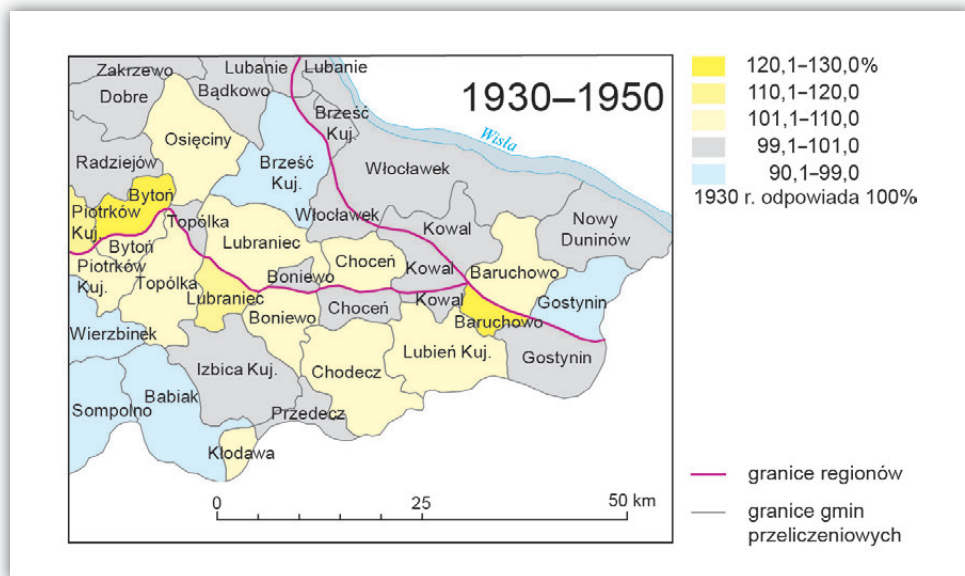 Zakrzewo
Lubanie
Lubanie
Dobre
Bądkowo
1930–1950
Brześć
Kuj.
Osięciny
Wisła
Radziejów
Brześć
Kuj.
Włocławek
Bytoń
Piotrków
Kuj.
Topólka
Włocławek
Kowal
Nowy
Duninów
Bytoń
Lubraniec
Choceń
Kowal
Baruchowo
Piotrków
Kuj.
Topólka
Boniewo
Lubraniec
Kowal
Gostynin
Boniewo
Choceń
Baruchowo
Wierzbinek
Izbica Kuj.
Chodecz
Lubień Kuj.
Gostynin
Babiak
Sompolno
Przedecz
Kłodawa
0 25 50 km
120,1–130,0%
110,1–120,0
101,1–110,0
99,1–101,0
90,1–99,0
1930 r. odpowiada 100%
granice regionów
granice gmin
przeliczeniowych